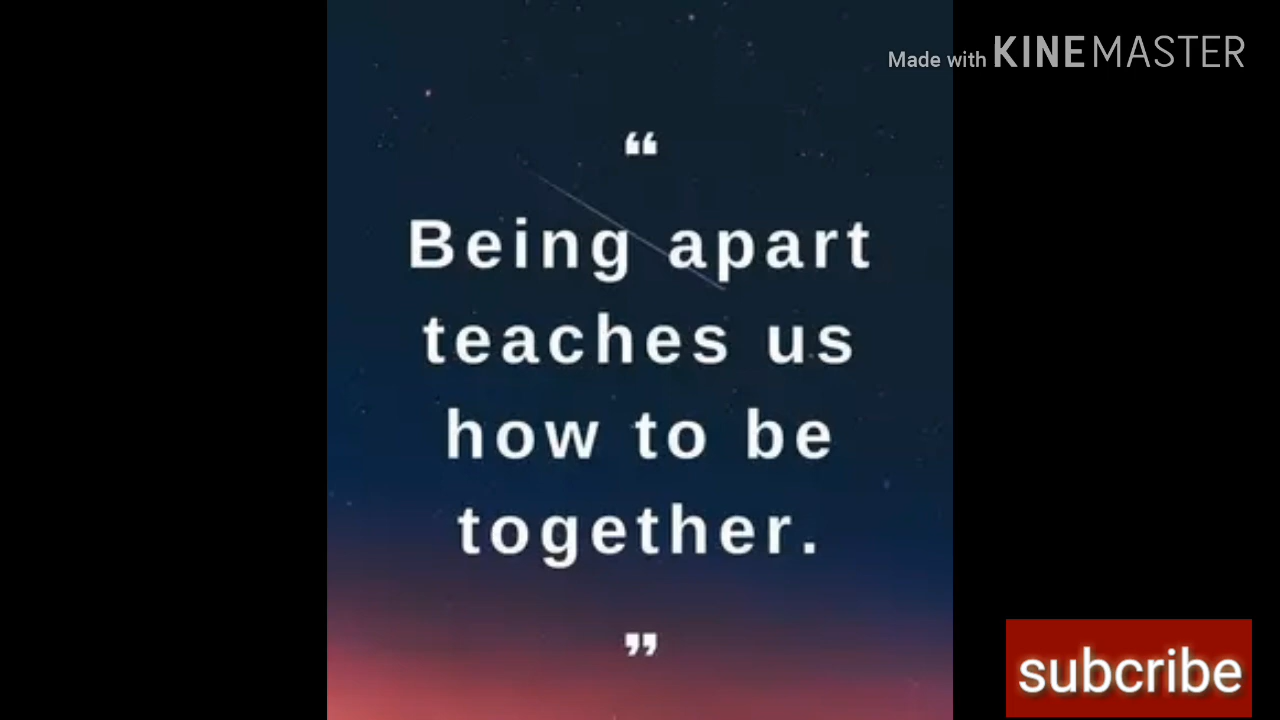 Made with KINEMASTER
❝
Being apart
teaches us
how to be
together.
❞
subcribe